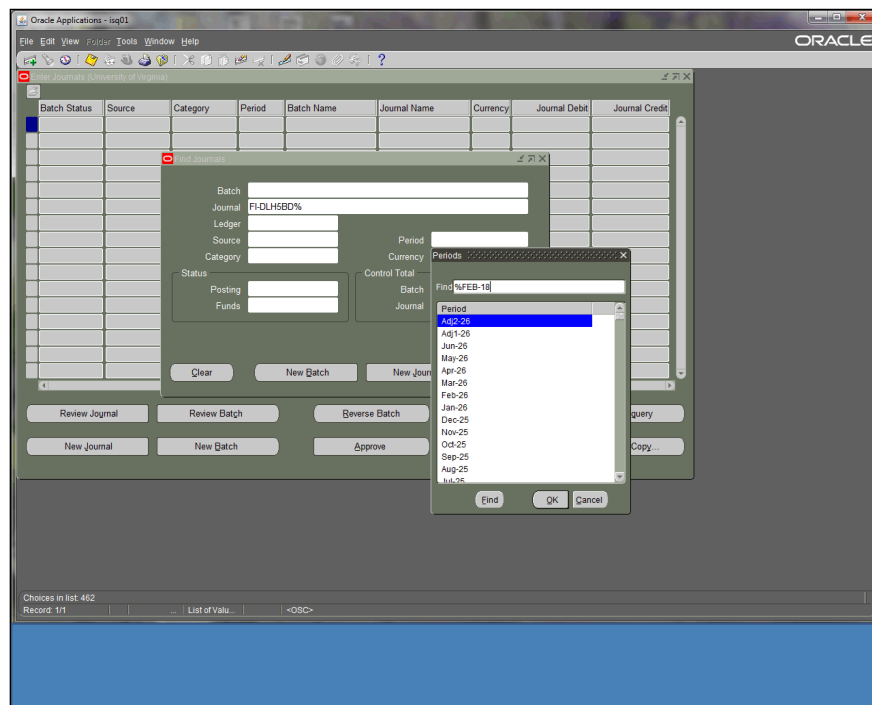 Oracle Applications - isq01
File Edit View Folder Tools Window Help
ORACLE
Enter Journals (University of Virginia)
Batch Status Source Category Period Batch Name Journal Name Currency Journal Debit Journal Credit
Find Journals
Batch
Journal FI-DLH5BD%
Ledger
Source Period
Category Currency
Status Control Total
Posting Batch
Funds Journal
Clear New Batch New Jour
Periods
Find %FEB-18
Period
Adj2-26
Adj1-26
Jun-26
May-26
Apr-26
Mar-26
Feb-26
Jan-26
Dec-25
Nov-25
Oct-25
Sep-25
Aug-25
Jul-25
Find OK Cancel
Review Journal Review Batch Reverse Batch query
New Journal New Batch Approve Copy...
Choices in list: 462
Record: 1/1 ... List of Valu... <OSC>